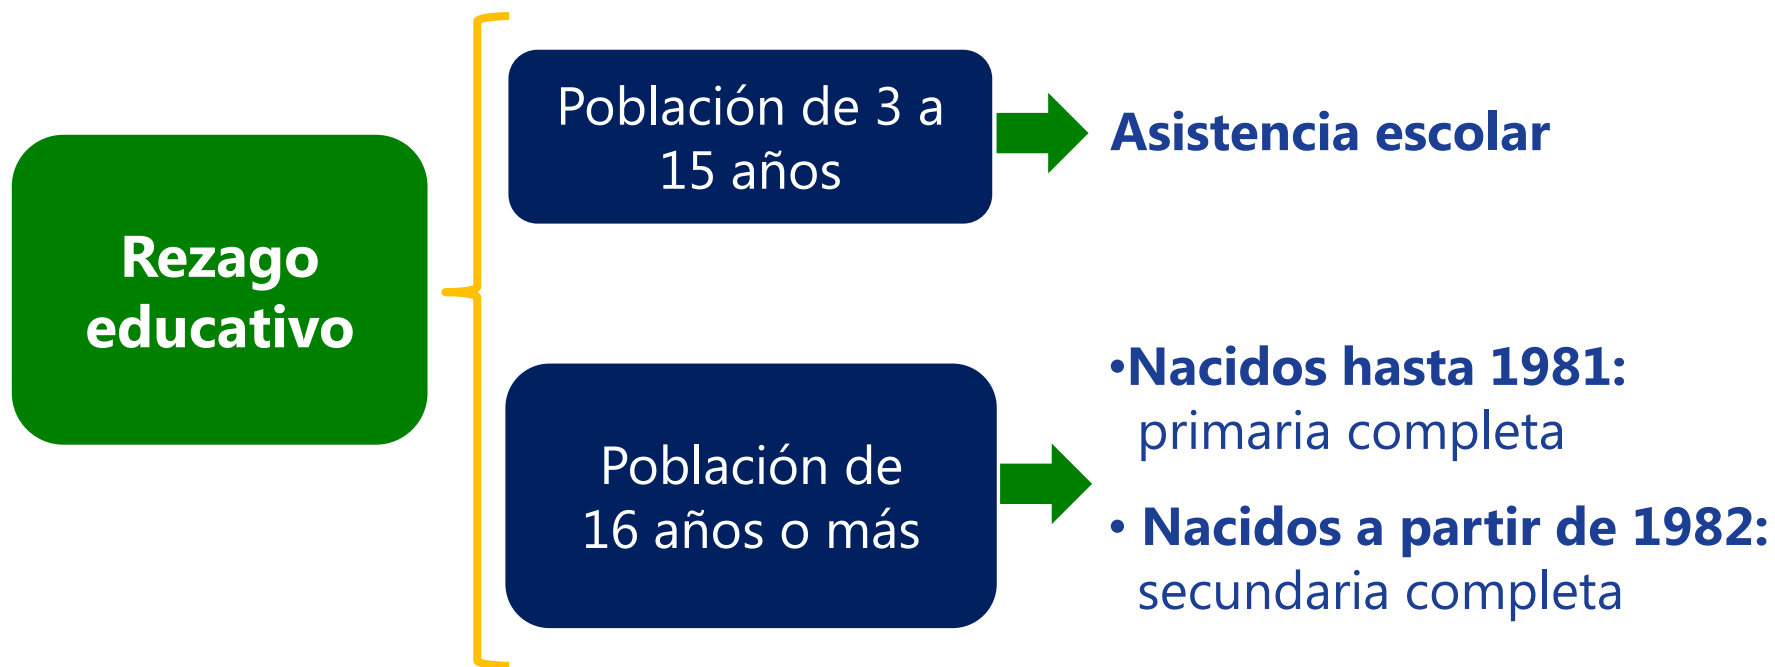 Rezago
educativo
Población de 3 a
15 años
Asistencia escolar
Población de
16 años o más
•Nacidos hasta 1981:
primaria completa
• Nacidos a partir de 1982:
secundaria completa